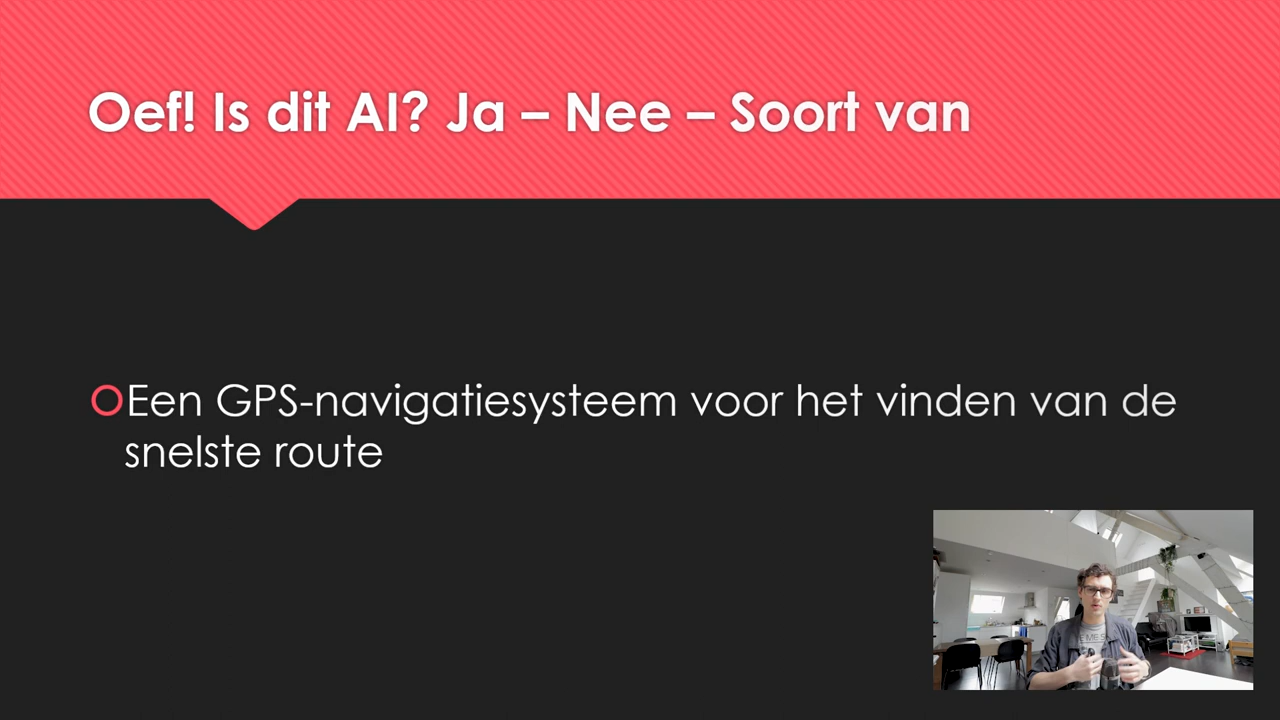 Oef! Is dit AI? Ja – Nee – Soort van
Een GPS-navigatiesysteem voor het vinden van de
snelste route